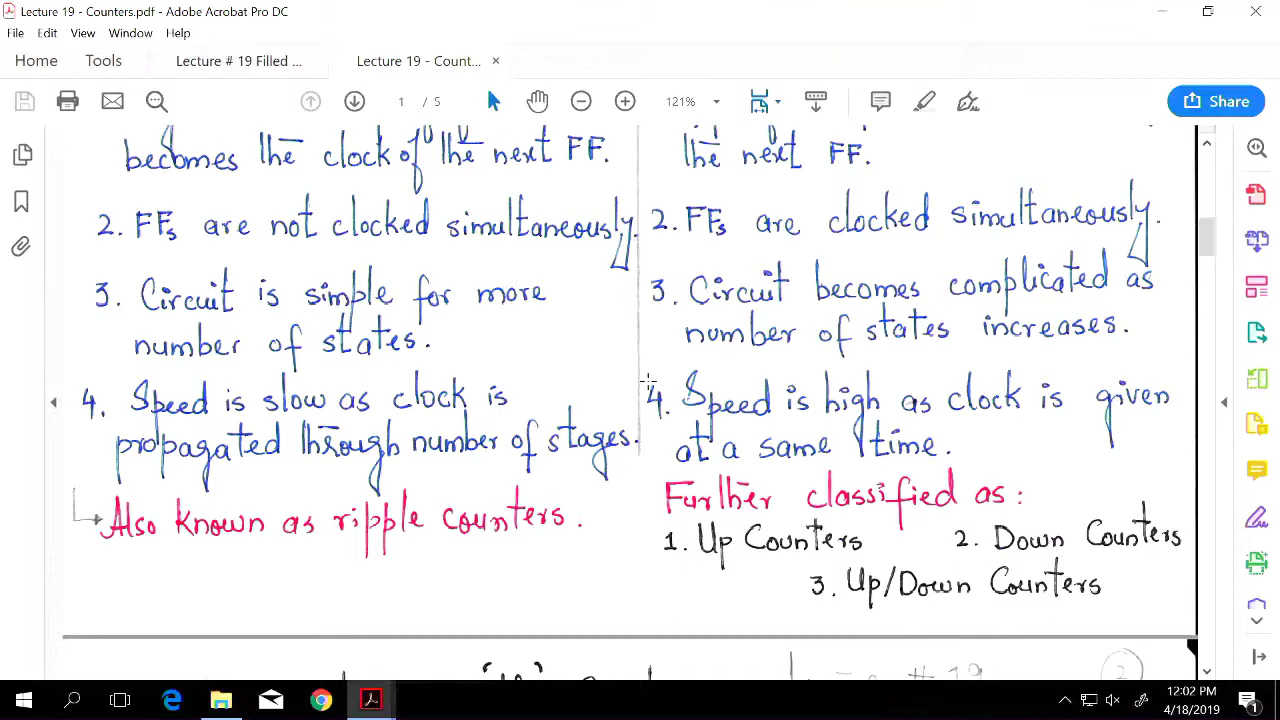 Lecture 19 - Counters.pdf - Adobe Acrobat Pro DC
File Edit View Window Help
Home Tools Lecture # 19 Filled ... Lecture 19 - Count... ×
1 / 5 121% Share
becomes the clock of the next FF.
2. FFs are not clocked simultaneously.
3. Circuit is simple for more
number of states.
4. Speed is slow as clock is
propagated through number of stages.
Also known as ripple counters.
the next FF.
2. FFs are clocked simultaneously.
3. Circuit becomes complicated as
number of states increases.
4. Speed is high as clock is given
at a same time.
Further classified as:
1. Up Counters 2. Down Counters
3. Up/Down Counters
# 19
2
12:02 PM
4/18/2019
1